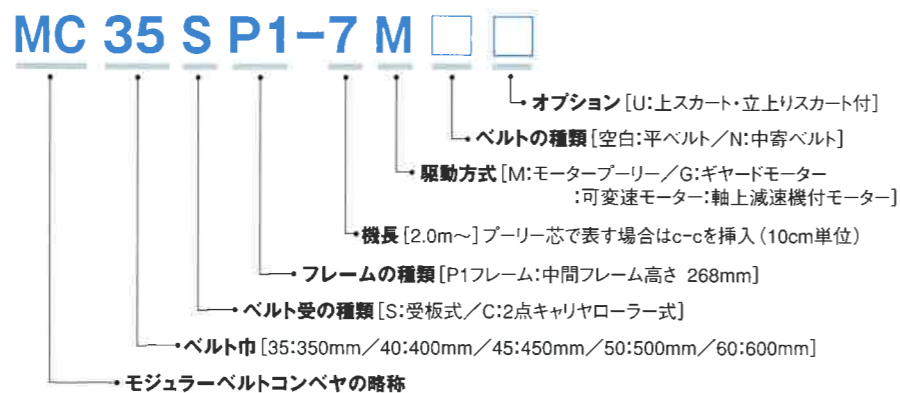 MC 35 S P1-7 M □ □
オプション[U:上スカート・立上りスカート付]
ベルトの種類[空白:平ベルト/N:中寄ベルト]
駆動方式[M:モータープーリー/G:ギヤードモーター
:可変速モーター:軸上減速機付モーター]
機長[2.0m~]プーリー芯で表す場合はc-cを挿入(10cm単位)
フレームの種類[P1フレーム:中間フレーム高さ 268mm]
ベルト受の種類[S:受板式/C:2点キャリヤローラー式]
ベルト巾[35:350mm/40:400mm/45:450mm/50:500mm/60:600mm]
モジュラーベルトコンベヤの略称